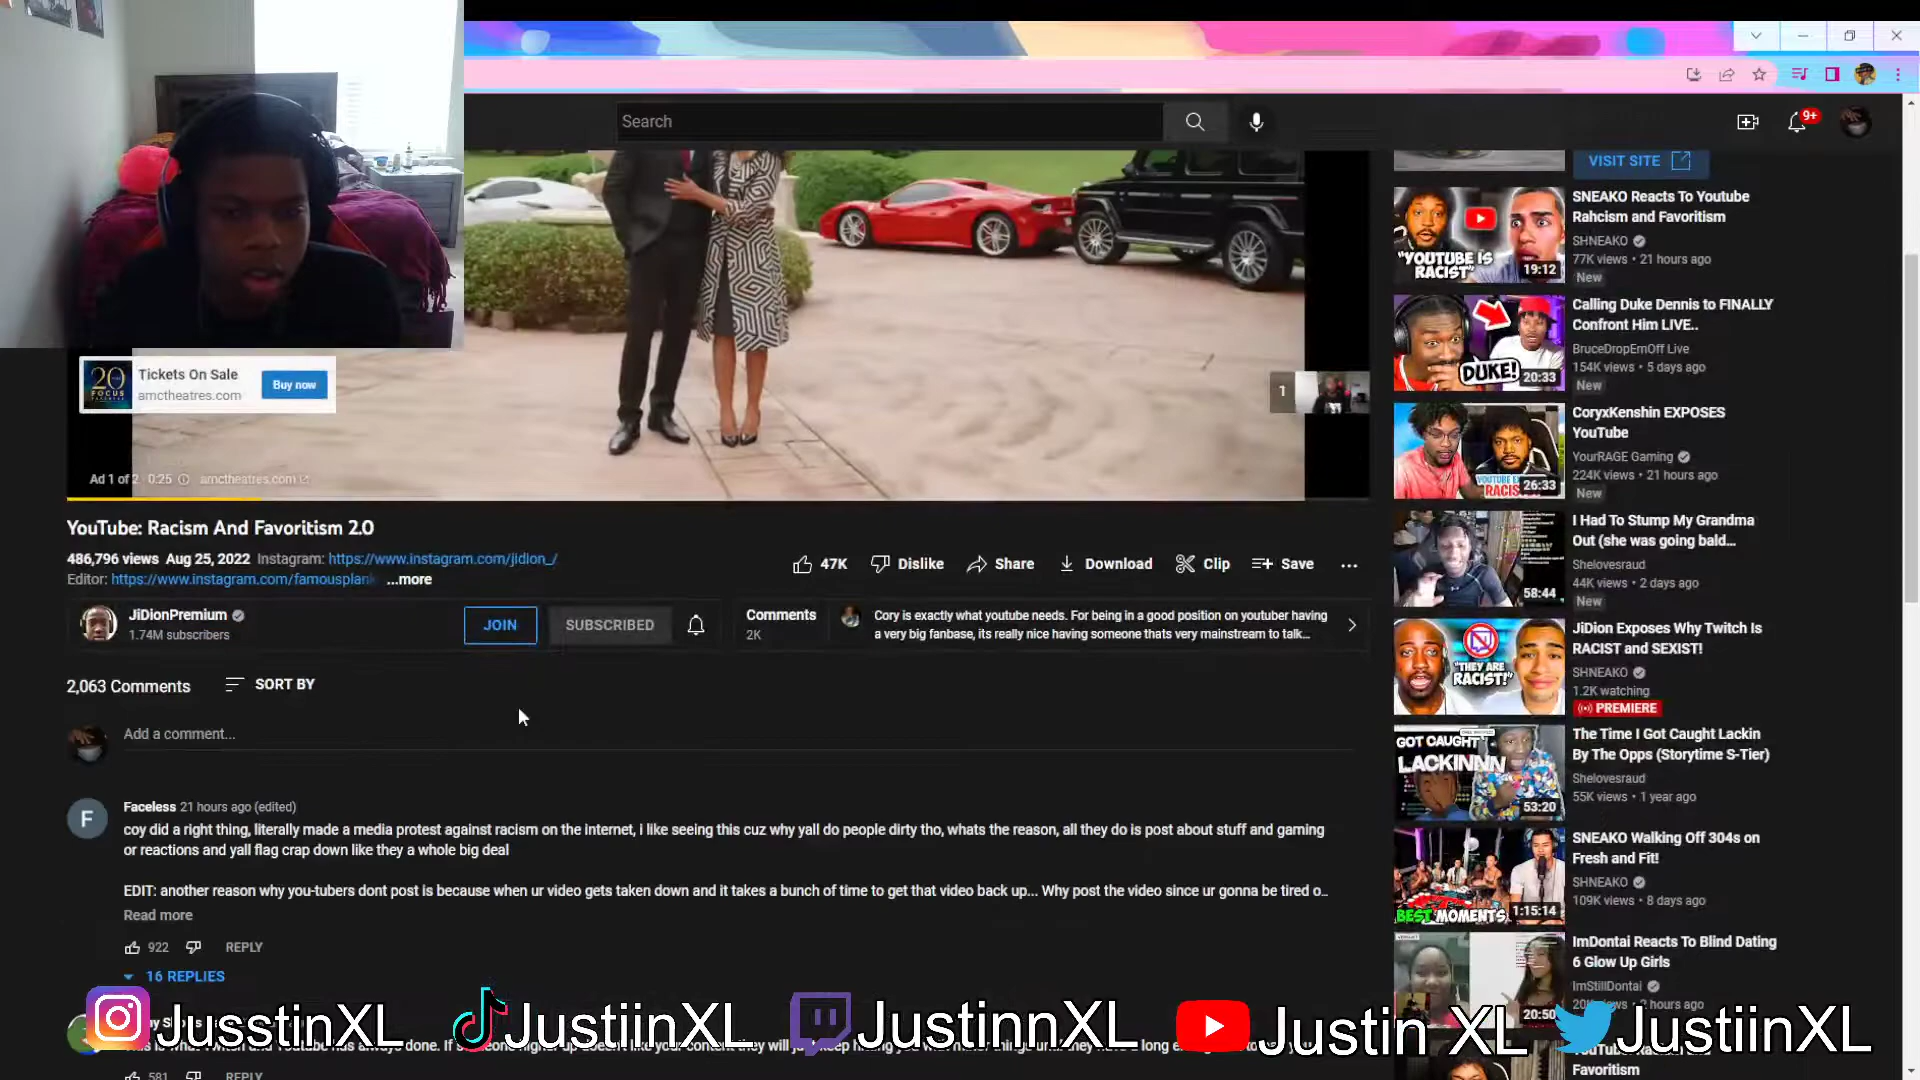 Search
9+
VISIT SITE
Tickets On Sale
amctheatres.com
Buy now
20
FOCUS
1
Ad 1 of 2 0:25
amctheatres.com
YouTube: Racism And Favoritism 2.0
486,796 views Aug 25, 2022 Instagram: https://www.instagram.com/jidion_/
Editor: https://www.instagram.com/famousplank ...more
47K
Dislike
Share
Download
Clip
Save
JiDionPremium
1.74M subscribers
JOIN
SUBSCRIBED
Comments
2K
Cory is exactly what youtube needs. For being in a good position on youtuber having
a very big fanbase, its really nice having someone thats very mainstream to talk...
2,063 Comments
SORT BY
Add a comment...
F
Faceless 21 hours ago (edited)
coy did a right thing, literally made a media protest against racism on the internet, i like seeing this cuz why yall do people dirty tho, whats the reason, all they do is post about stuff and gaming
or reactions and yall flag crap down like they a whole big deal
EDIT: another reason why you-tubers dont post is because when ur video gets taken down and it takes a bunch of time to get that video back up... Why post the video since ur gonna be tired o..
Read more
922
REPLY
16 REPLIES
581
REPLY
SNEAKO Reacts To Youtube
Rahcism and Favoritism
SHNEAKO
77K views • 21 hours ago
New
"YOUTUBE IS
RACIST"
19:12
Calling Duke Dennis to FINALLY
Confront Him LIVE..
BruceDropEmOff Live
154K views • 5 days ago
New
DUKE!
20:33
CoryxKenshin EXPOSES
YouTube
YourRAGE Gaming
224K views • 21 hours ago
New
26:33
I Had To Stump My Grandma
Out (she was going bald...
Shelovesraud
44K views • 2 days ago
New
58:44
JiDion Exposes Why Twitch Is
RACIST and SEXIST!
SHNEAKO
1.2K watching
PREMIERE
"THEY ARE
RACIST!"
The Time I Got Caught Lackin
By The Opps (Storytime S-Tier)
Shelovesraud
55K views • 1 year ago
GOT CAUGHT
LACKINNN
53:20
SNEAKO Walking Off 304s on
Fresh and Fit!
SHNEAKO
109K views • 8 days ago
BEST MOMENTS
1:15:14
ImDontai Reacts To Blind Dating
6 Glow Up Girls
ImStillDontai
20:50
Favoritism
JusstinXL
JustiinXL
JustinnXL
Justin XL
JustiinXL